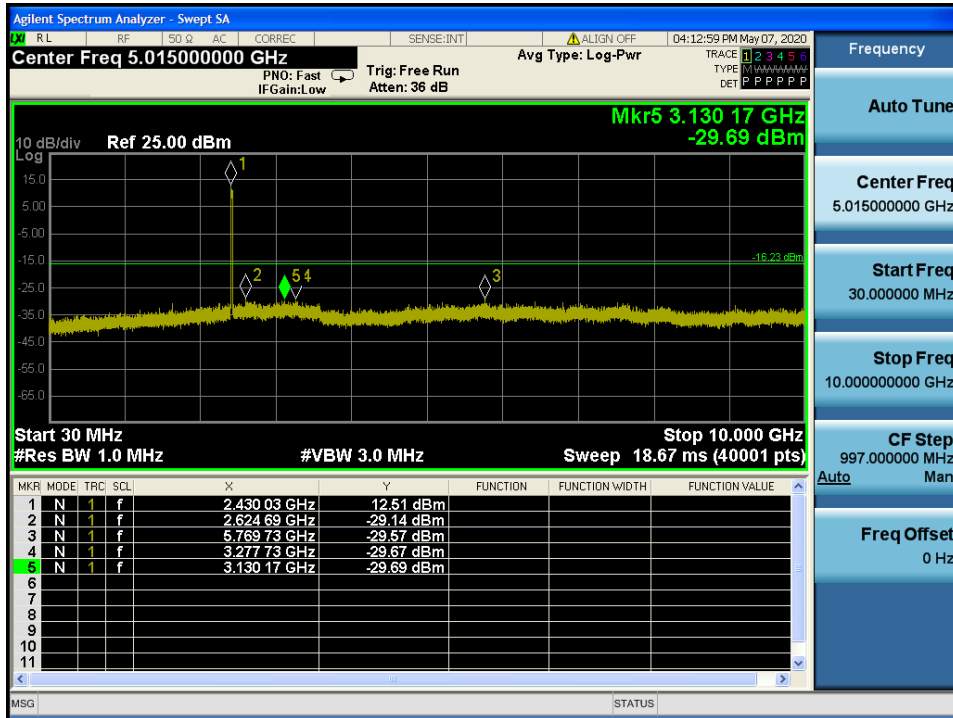 Agilent Spectrum Analyzer - Swept SA
LXI RL RF 50 Ω AC CORREC SENSE:INT ALIGN OFF 04:12:59 PM May 07, 2020
Center Freq 5.015000000 GHz
PNO: Fast
IFGain:Low
Trig: Free Run
Atten: 36 dB
Avg Type: Log-Pwr
TRACE 1 2 3 4 5 6
TYPE M W W W W W
DET P P P P P P
Mkr5 3.130 17 GHz
-29.69 dBm
10 dB/div Ref 25.00 dBm
Log
15.0
5.00
-5.00
-15.0
-25.0
-35.0
-45.0
-55.0
-65.0
1
2
5 4
3
-16.23 dBm
Start 30 MHz Stop 10.000 GHz
#Res BW 1.0 MHz #VBW 3.0 MHz Sweep 18.67 ms (40001 pts)
MKR MODE TRC SCL X Y FUNCTION FUNCTION WIDTH FUNCTION VALUE
1 N 1 f 2.430 03 GHz 12.51 dBm
2 N 1 f 2.624 69 GHz -29.14 dBm
3 N 1 f 5.769 73 GHz -29.57 dBm
4 N 1 f 3.277 73 GHz -29.67 dBm
5 N 1 f 3.130 17 GHz -29.69 dBm
6
7
8
9
10
11
MSG STATUS
Frequency
Auto Tune
Center Freq
5.015000000 GHz
Start Freq
30.000000 MHz
Stop Freq
10.000000000 GHz
CF Step
997.000000 MHz
Auto Man
Freq Offset
0 Hz